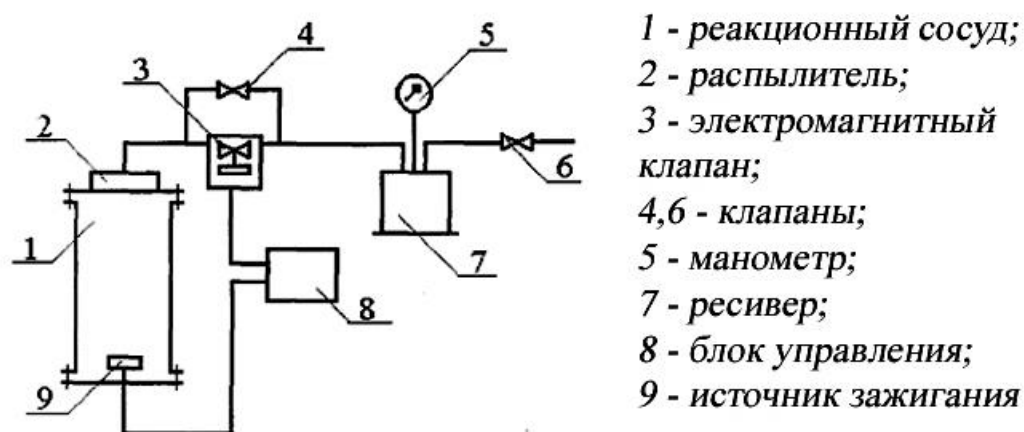 4
5
3
2
6
1
7
8
9
1 - реакционный сосуд;
2 - распылитель;
3 - электромагнитный
клапан;
4,6 - клапаны;
5 - манометр;
7 - ресивер;
8 - блок управления;
9 - источник зажигания